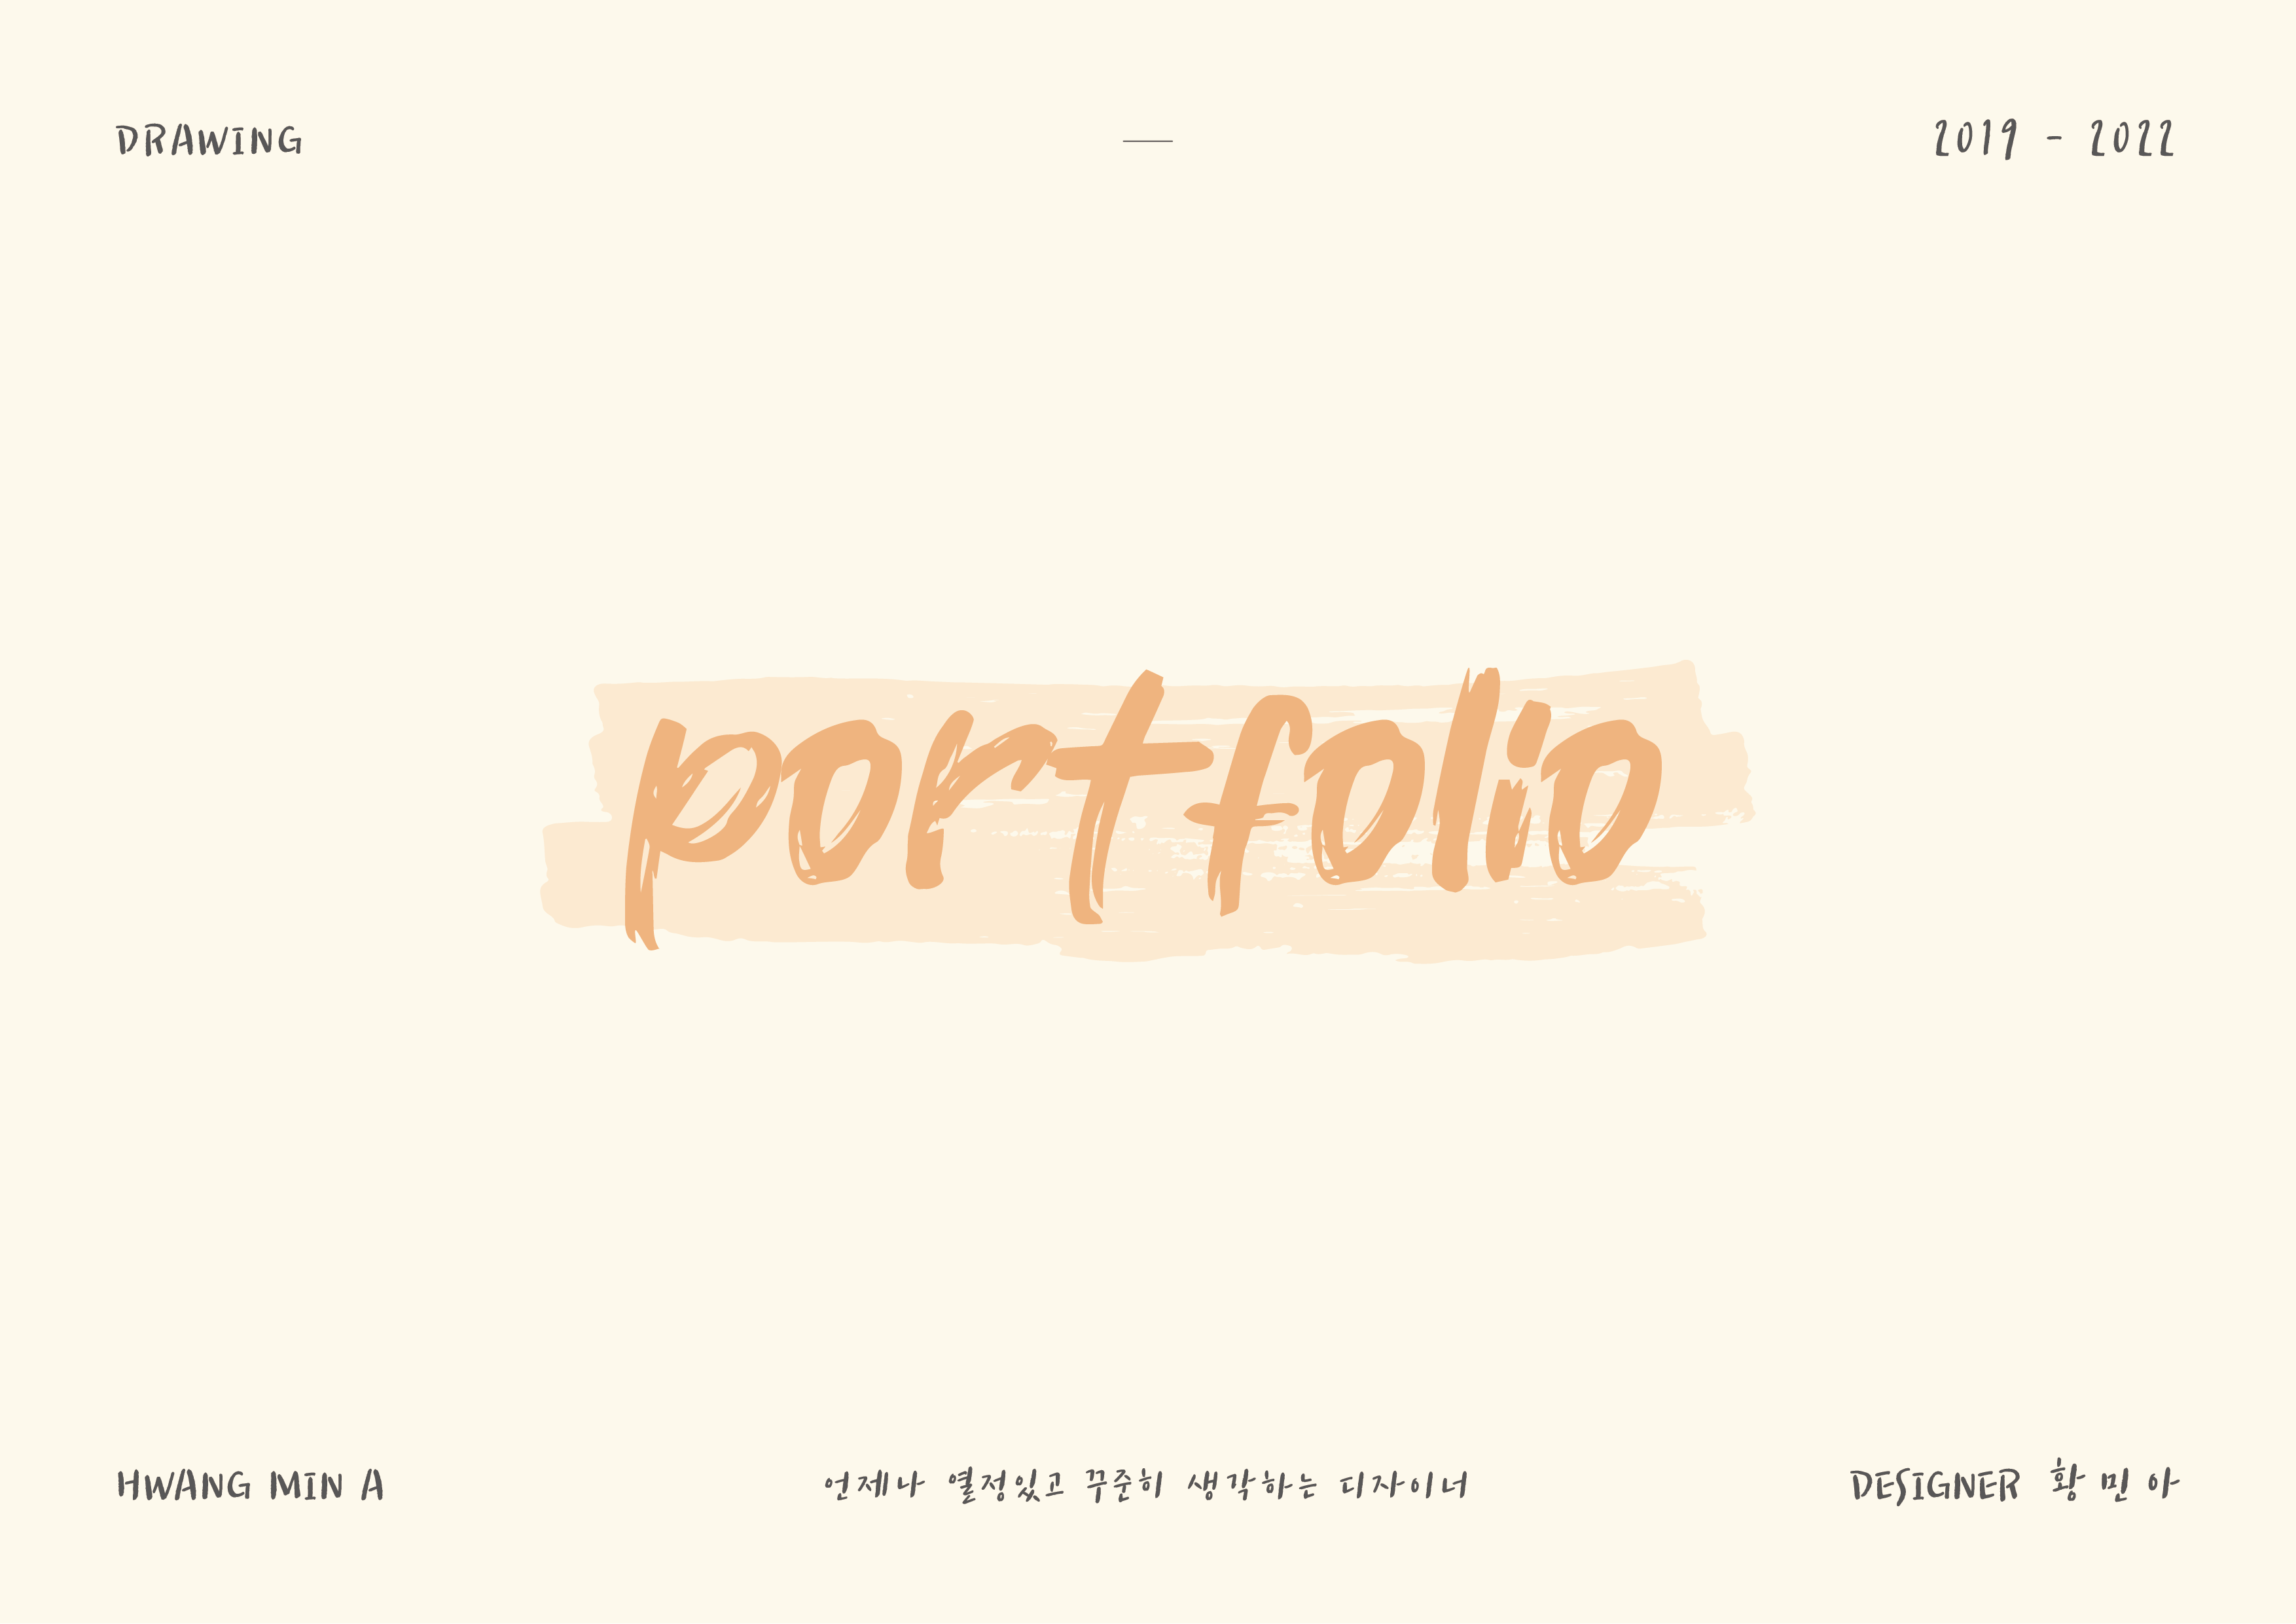 DRAWING
2019 - 2022
portfolio
HWANG MIN A
언제나 열정있고 꾸준히 생각하는 디자이너
DESIGNER 황 민 아